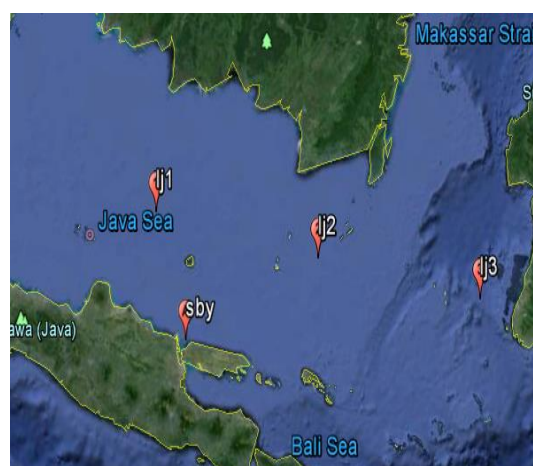 Makassar Stra
S
lj1
Java Sea
lj2
lj3
sby
awa (Java)
Bali Sea